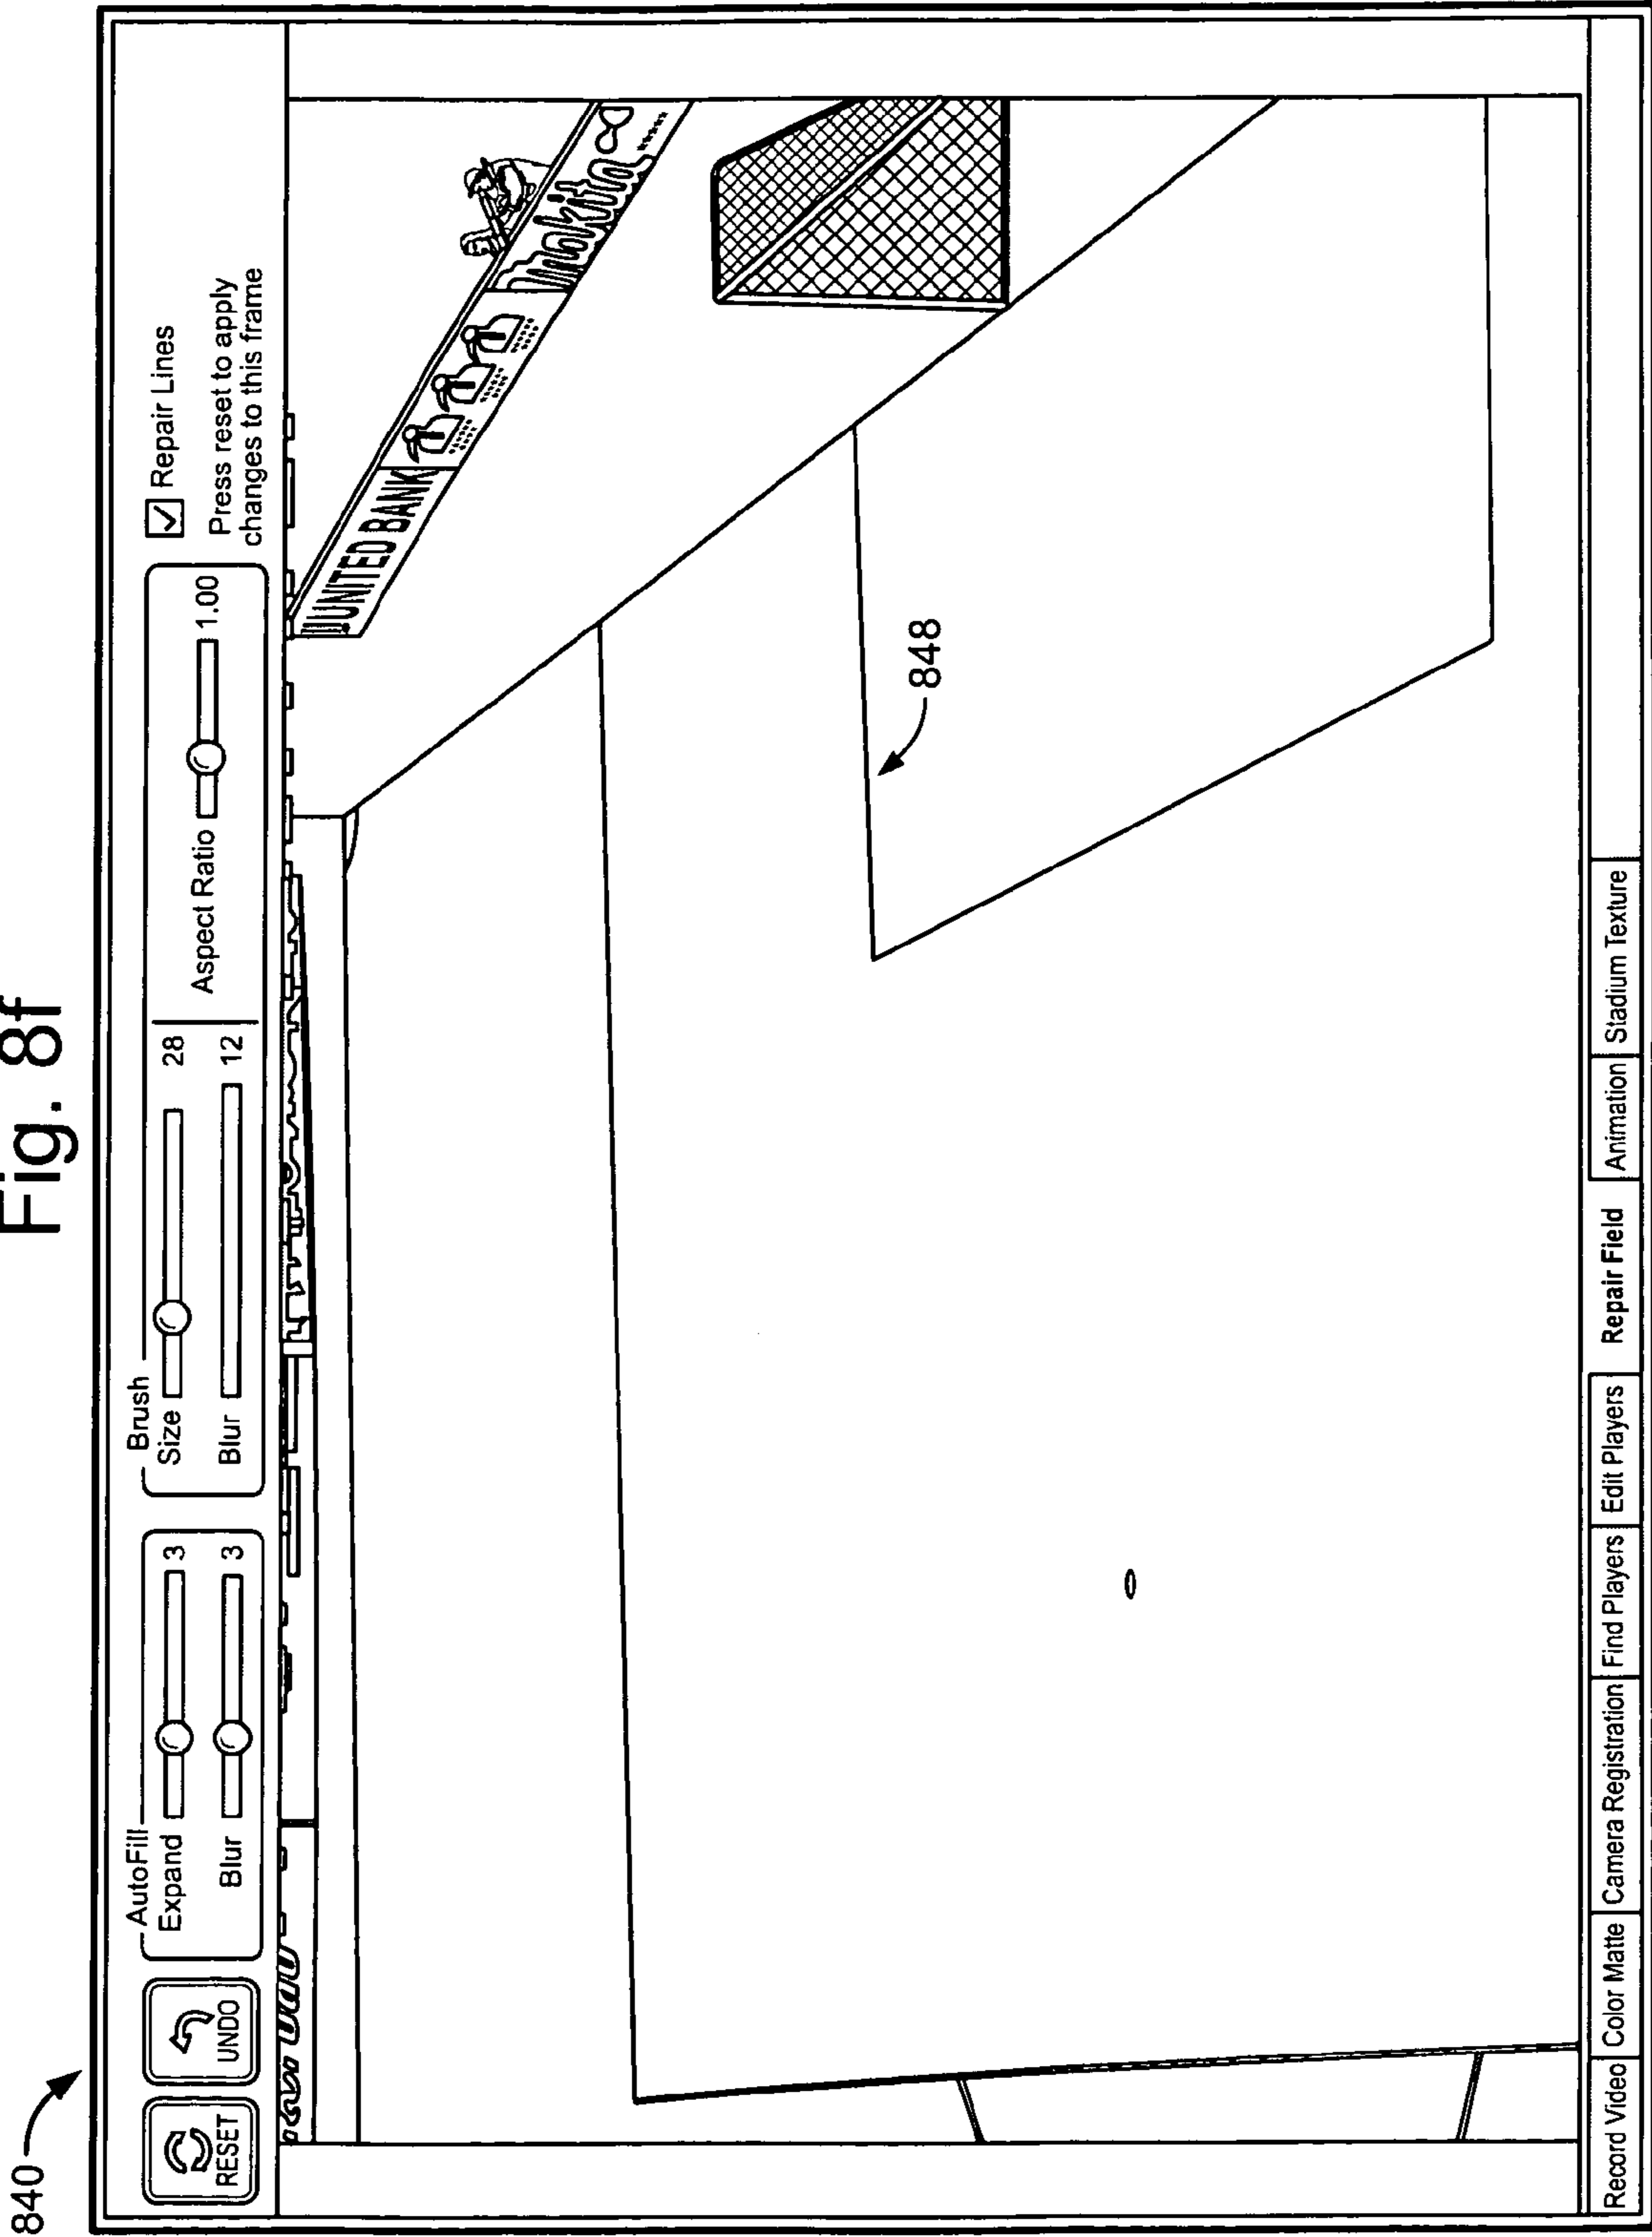 Fig. 8f
840
RESET
UNDO
AutoFill
Expand 3
Blur 3
Brush
Size 28
Blur 12
Aspect Ratio 1.00
Repair Lines
Press reset to apply
changes to this frame
UNITED BANK
makita
848
Record Video Color Matte Camera Registration Find Players Edit Players Repair Field Animation Stadium Texture